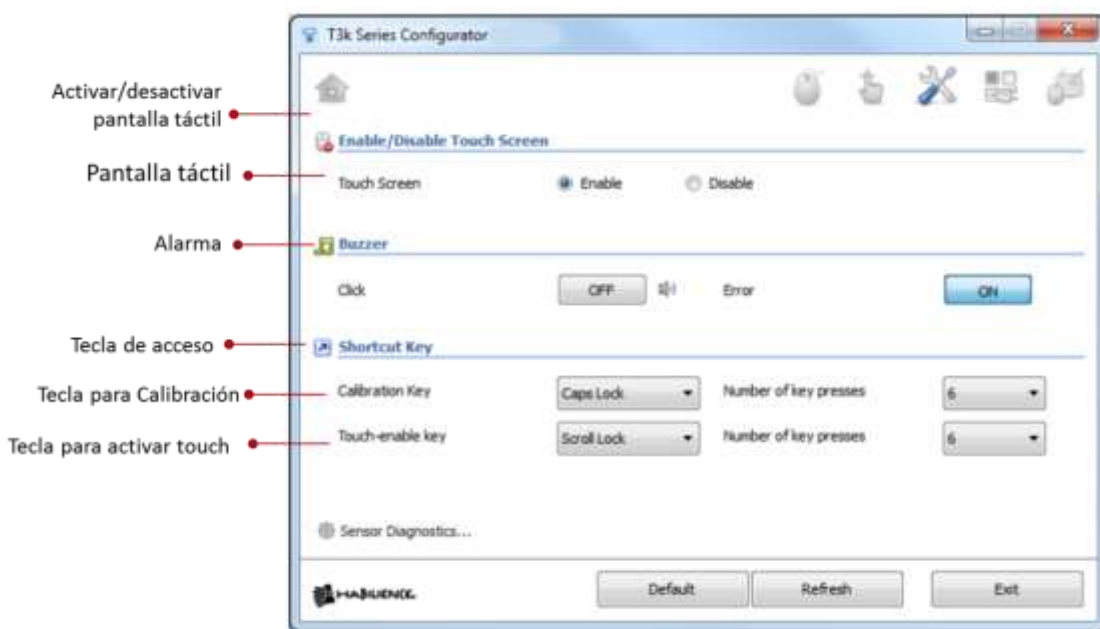 T3k Series Configurator
Activar/desactivar
pantalla táctil
Enable/Disable Touch Screen
Pantalla táctil
Touch Screen
Enable
Disable
Alarma
Buzzer
Click
OFF
Error
ON
Tecla de acceso
Shortcut Key
Tecla para Calibración
Calibration Key
Caps Lock
Number of key presses
6
Tecla para activar touch
Touch-enable key
Scroll Lock
Number of key presses
6
Sensor Diagnostics...
HABILIENCE
Default
Refresh
Exit